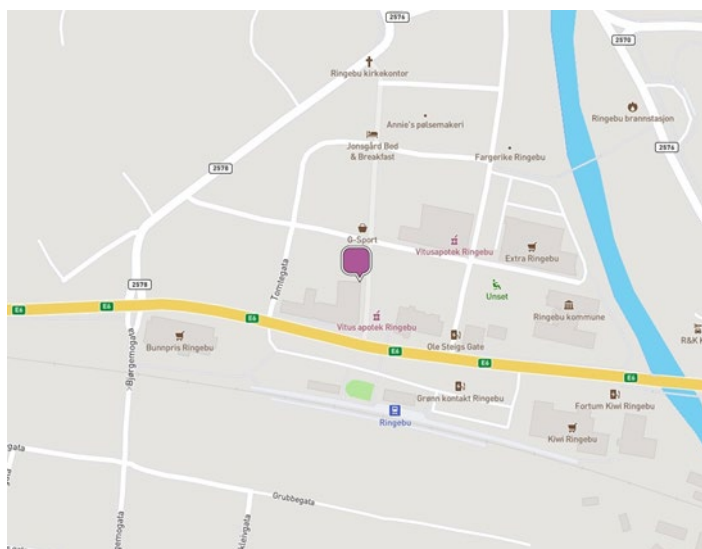 2576
2570
Ringebu kirkekontor
Annie's pølsemakeri
Ringebu brannstasjon
Jonsgård Bed
& Breakfast
Fargerike Ringebu
2576
2578
G-Sport
Vitusapotek Ringebu
Extra Ringebu
2578
Tomtegata
Unset
E6
E6
E6
Vitus apotek Ringebu
Ringebu kommune
Bunnpris Ringebu
Ole Steigs Gate
R&K K
E6
E6
E6
Bjørgemogata
Grønn kontakt Ringebu
Fortum Kiwi Ringebu
Ringebu
Kiwi Ringebu
Grubbegata